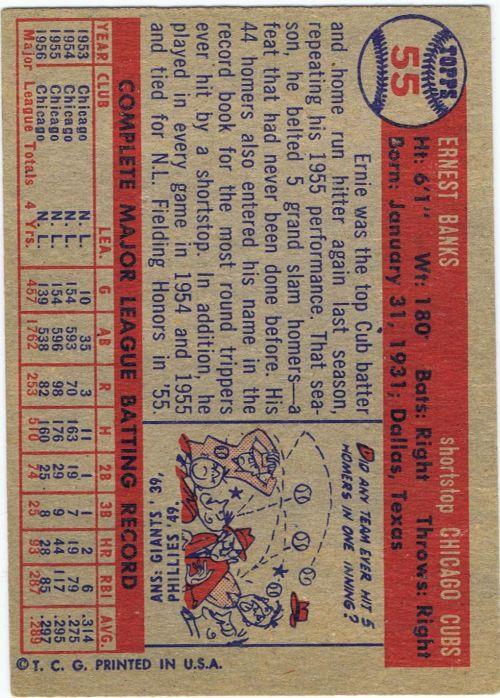 TOPPS
55
ERNEST BANKS shortstop CHICAGO CUBS
Ht: 6'1" Wt: 180 Bats: Right Throws: Right
Born: January 31, 1931; Dallas, Texas
Ernie was the top Cub batter
and home run hitter again last season,
repeating his 1955 performance. That sea-
son, he belted 5 grand slam homers—a
feat that had never been done before. His
44 homers also entered his name in the
record book for the most round trippers
ever hit by a shortstop. In addition, he
played in every game in 1954 and 1955
and tied for N.L. Fielding Honors in '55.
DID ANY TEAM EVER HIT 5
HOMERS IN ONE INNING?
ANS: GIANTS '39,
PHILLIES '49.
COMPLETE MAJOR LEAGUE BATTING RECORD
YEAR CLUB LEA. G AB R H 2B 3B HR RBI AVG.
1953 Chicago N. L. 10 35 3 11 1 1 2 6 .314
1954 Chicago N. L. 154 593 70 163 19 7 19 79 .275
1955 Chicago N. L. 154 596 98 176 29 9 44 117 .295
1956 Chicago N. L. 139 538 82 160 25 8 28 85 .297
Major League Totals 4 Yrs. 457 1762 253 510 74 25 93 287 .289
© T. C. G. PRINTED IN U.S.A.